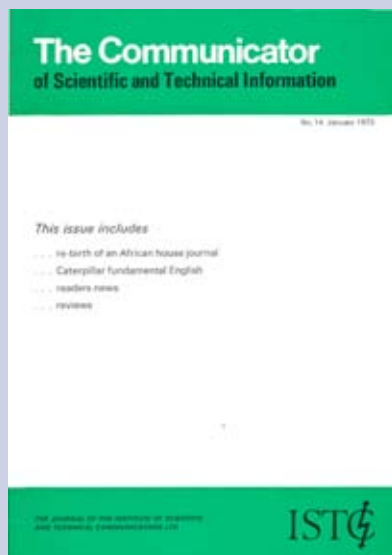 The Communicator
of Scientific and Technical Information
No. 14 January 1973
This issue includes
. . . re-birth of an African house journal
. . . Caterpillar fundamental English
. . . readers news
. . . reviews
THE JOURNAL OF THE INSTITUTE OF SCIENTIFIC
AND TECHNICAL COMMUNICATORS LTD
ISTC